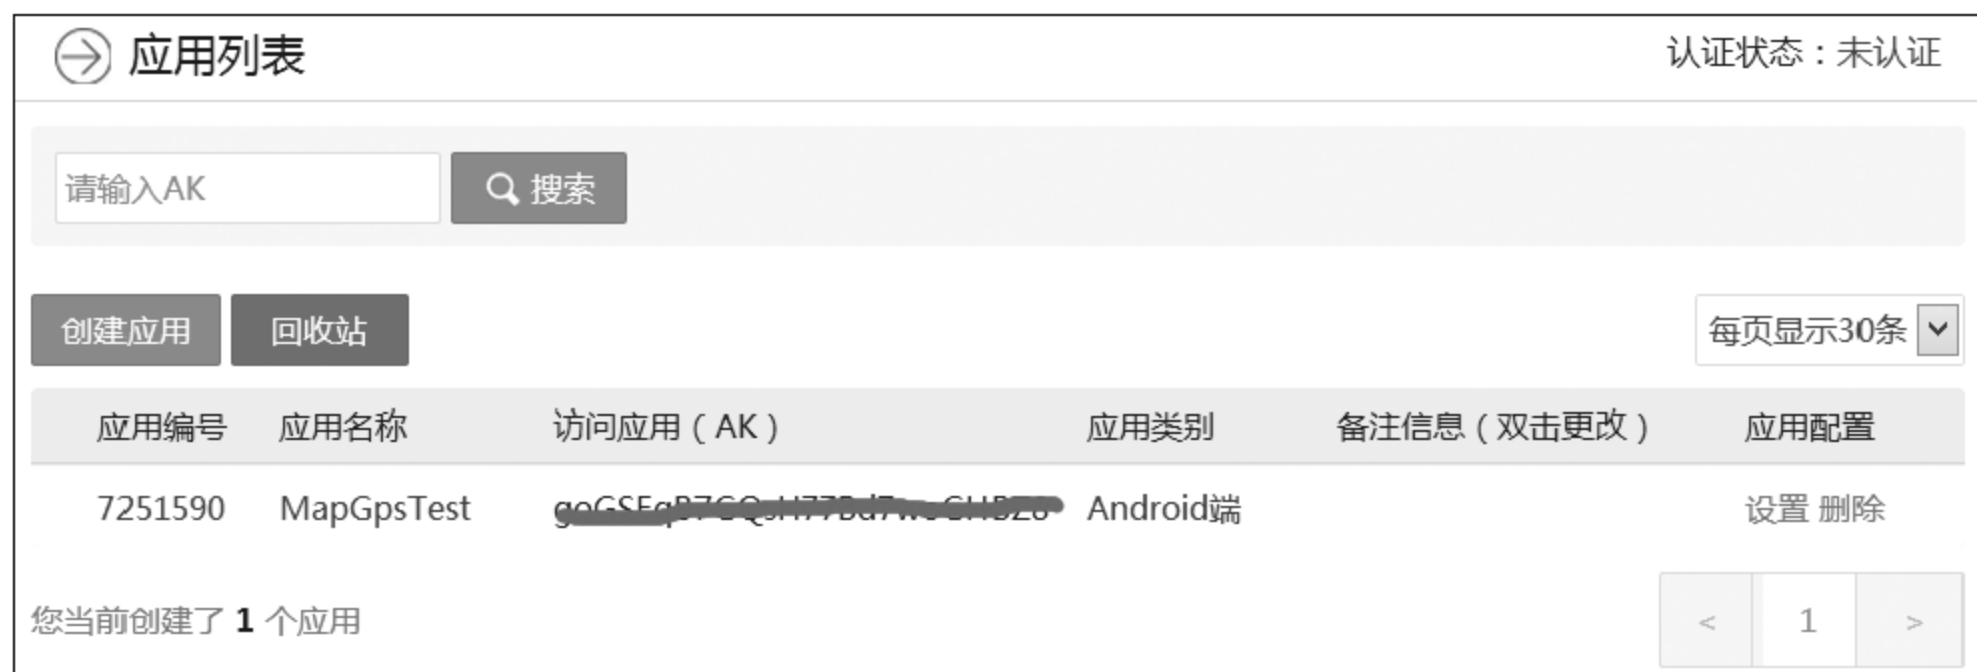 应用列表
认证状态：未认证
请输入AK
搜索
创建应用 回收站
每页显示30条
应用编号 应用名称 访问应用（AK） 应用类别 备注信息（双击更改） 应用配置
7251590 MapGpsTest Android端 设置 删除
您当前创建了 1 个应用
< 1 >